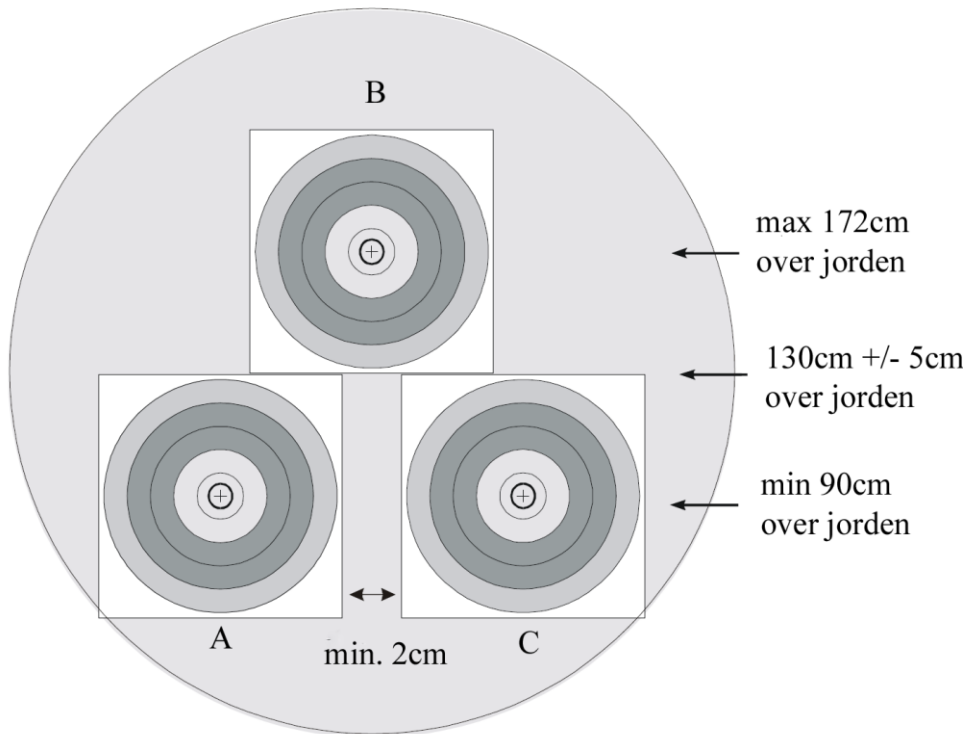 B
max 172cm
over jorden
130cm +/- 5cm
over jorden
min 90cm
over jorden
A
C
min. 2cm